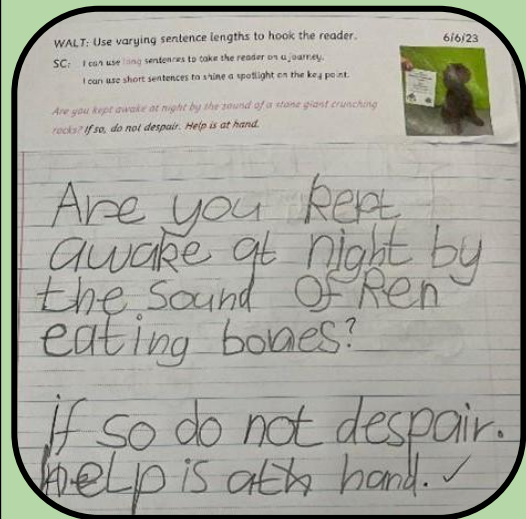 WALT: Use varying sentence lengths to hook the reader.
6/6/23
SC: I can use long sentences to take the reader on a journey.
I can use short sentences to shine a spotlight on the key point.
Are you kept awake at night by the sound of a stone giant crunching
rocks? If so, do not despair. Help is at hand.
Are you kept
awake at night by
the sound of Ren
eating bones?
if so do not despair.
help is at hand. ✓